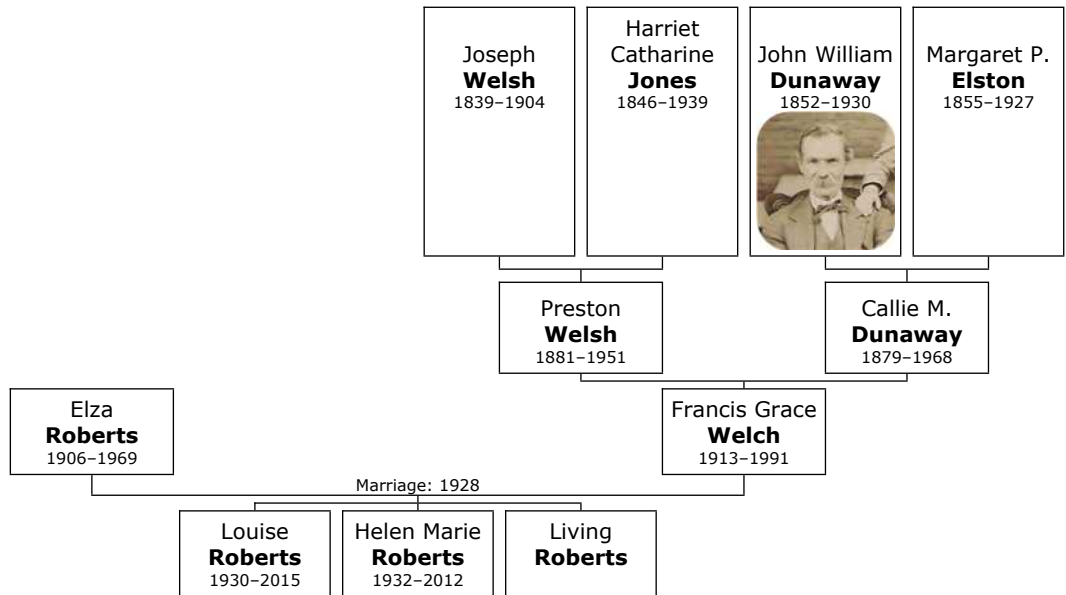 Joseph
Welsh
1839–1904
Harriet
Catharine
Jones
1846–1939
John William
Dunaway
1852–1930
Margaret P.
Elston
1855–1927
Preston
Welsh
1881–1951
Callie M.
Dunaway
1879–1968
Elza
Roberts
1906–1969
Francis Grace
Welch
1913–1991
Marriage: 1928
Louise
Roberts
1930–2015
Helen Marie
Roberts
1932–2012
Living
Roberts